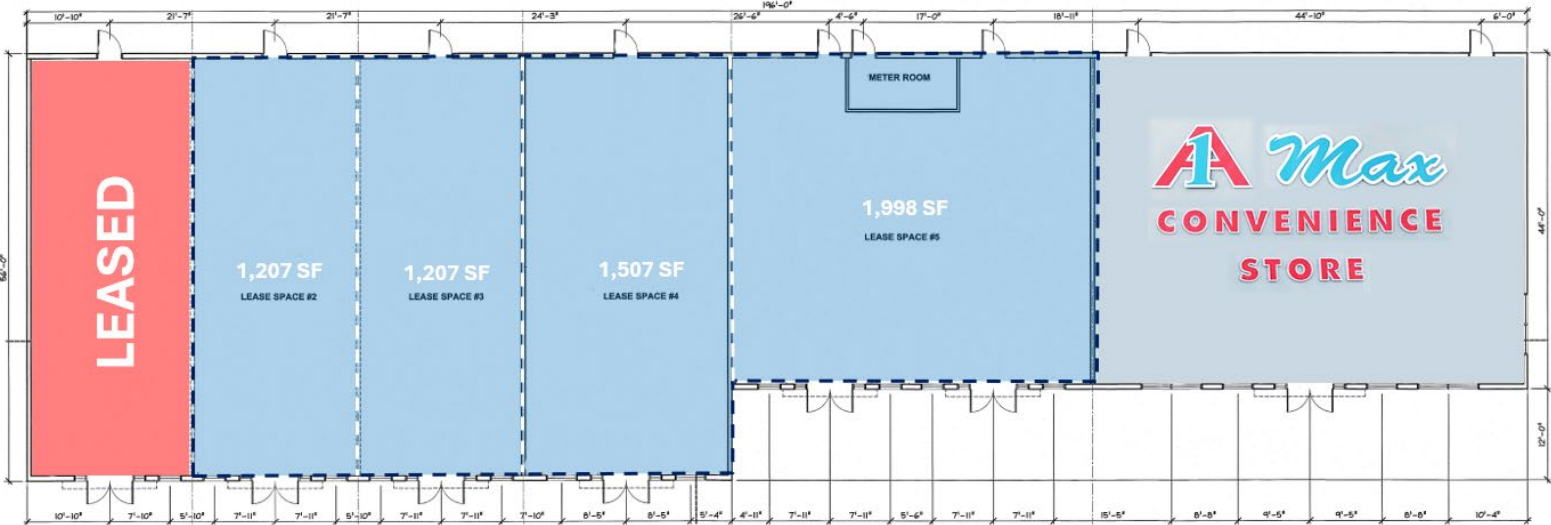 196'-0"
10'-10" 21'-7" 21'-7" 24'-3" 26'-6" 4'-6" 17'-0" 18'-11" 44'-10" 6'-0"
METER ROOM
LEASED
A1 Max
CONVENIENCE
STORE
1,998 SF
LEASE SPACE #5
44'-0"
56'-0"
1,207 SF
LEASE SPACE #2
1,207 SF
LEASE SPACE #3
1,507 SF
LEASE SPACE #4
12'-0"
10'-10" 7'-10" 5'-10" 7'-11" 7'-11" 5'-10" 7'-11" 7'-11" 7'-10" 8'-5" 8'-5" 5'-4" 4'-11" 7'-11" 7'-11" 5'-6" 7'-11" 7'-11" 15'-5" 8'-8" 9'-5" 9'-5" 8'-8" 10'-4"